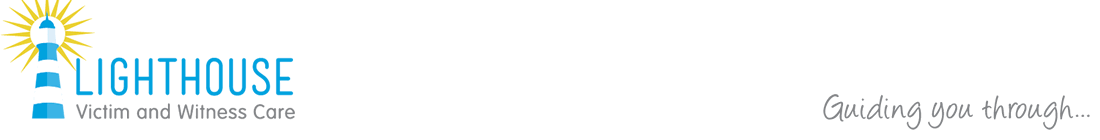 LIGHTHOUSE
Victim and Witness Care
Guiding you through...